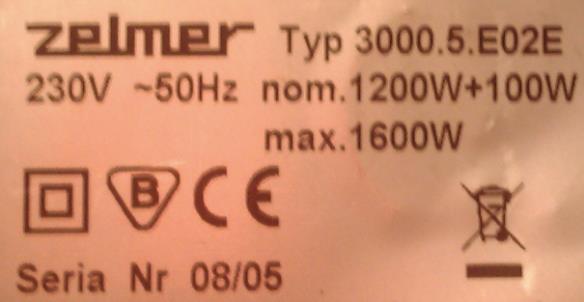 zelmer Typ 3000.5.E02E
230V ~50Hz nom.1200W+100W
max.1600W
B CE
Seria Nr 08/05